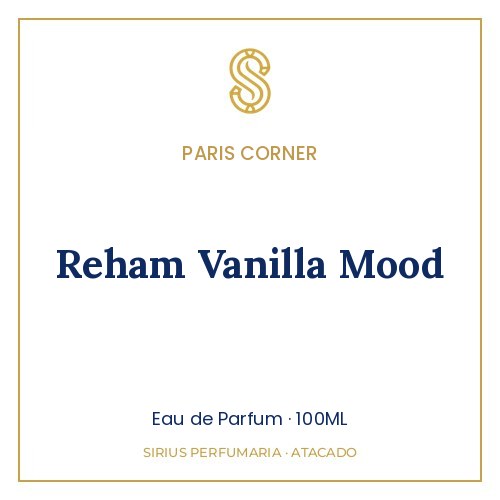 PARIS CORNER
Reham Vanilla Mood
Eau de Parfum · 100ML
SIRIUS PERFUMARIA · ATACADO